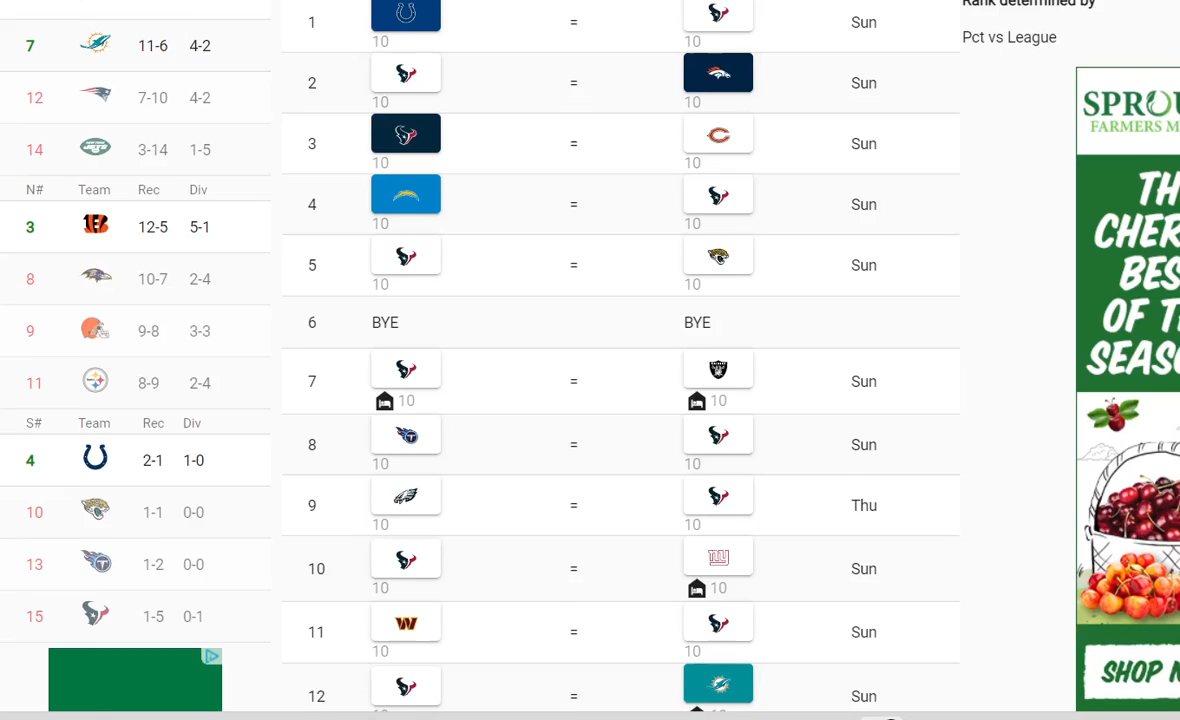 7 11-6 4-2
12 7-10 4-2
14 JETS 3-14 1-5
N# Team Rec Div
3 12-5 5-1
8 10-7 2-4
9 9-8 3-3
11 8-9 2-4
S# Team Rec Div
4 2-1 1-0
10 1-1 0-0
13 1-2 0-0
15 1-5 0-1
1 = Sun
10 10
2 = Sun
10 10
3 = Sun
10 10
4 = Sun
10 10
5 = Sun
10 10
6 BYE BYE
7 = Sun
10 10
8 = Sun
10 10
9 = Thu
10 10
10 = ny Sun
10 10
11 W = Sun
10 10
12 = Sun
Rank determined by
Pct vs League
FARMERS
SHOP